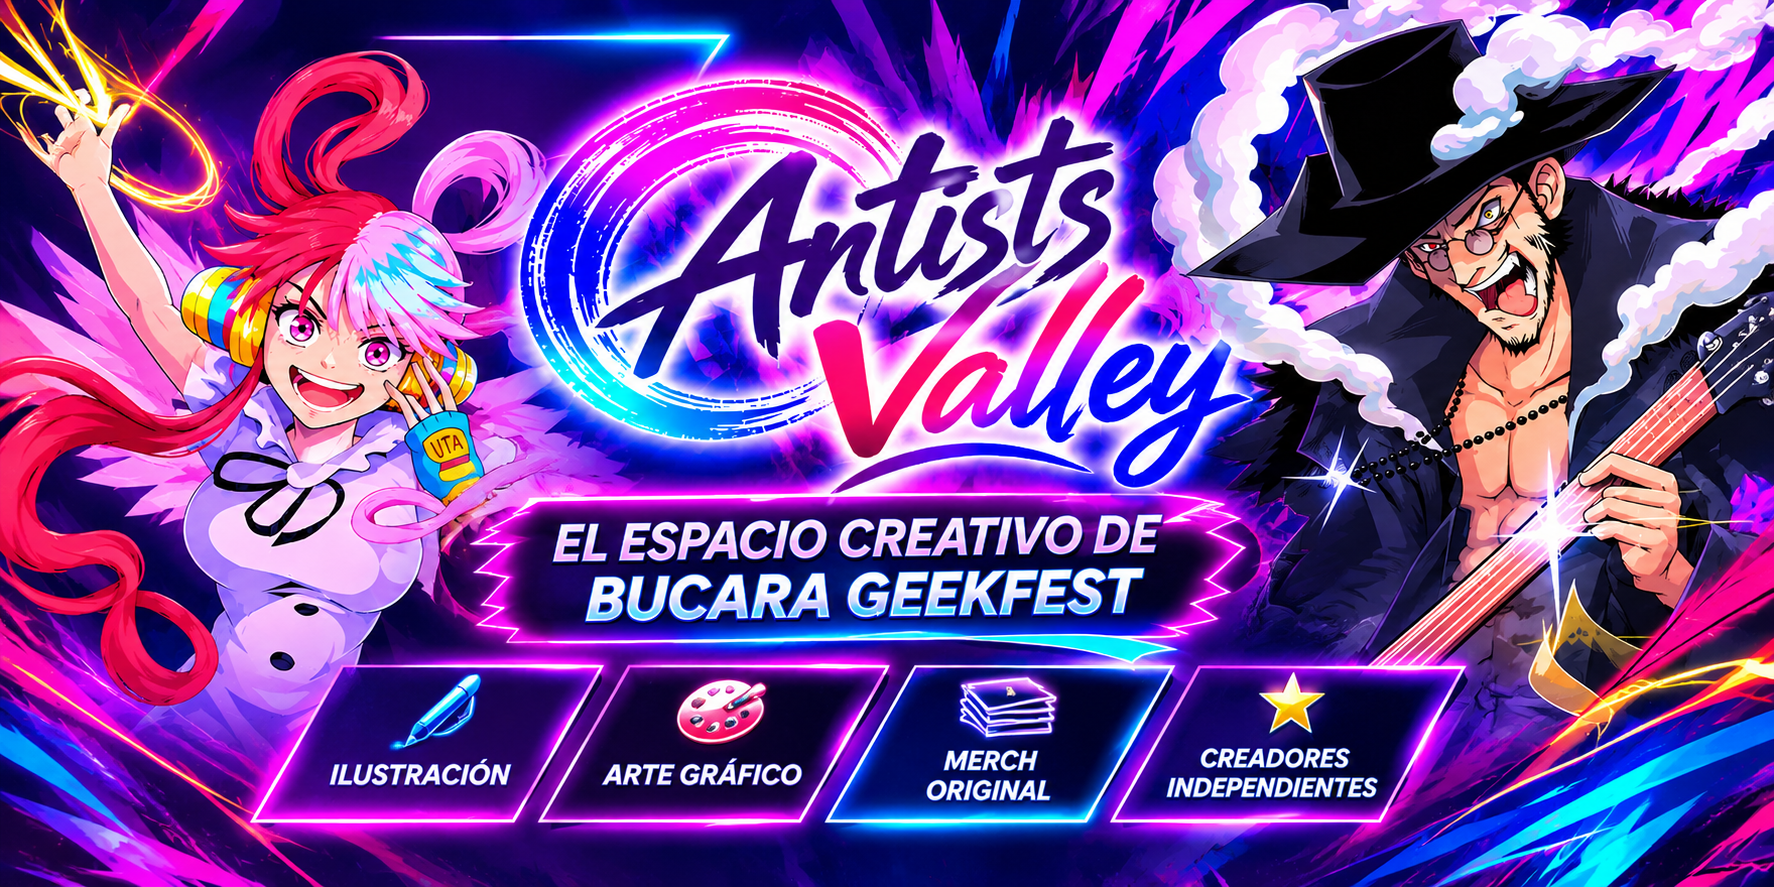 Artists
Valley
UTA
EL ESPACIO CREATIVO DE
BUCARA GEEKFEST
ILUSTRACIÓN
ARTE GRÁFICO
MERCH
ORIGINAL
CREADORES
INDEPENDIENTES